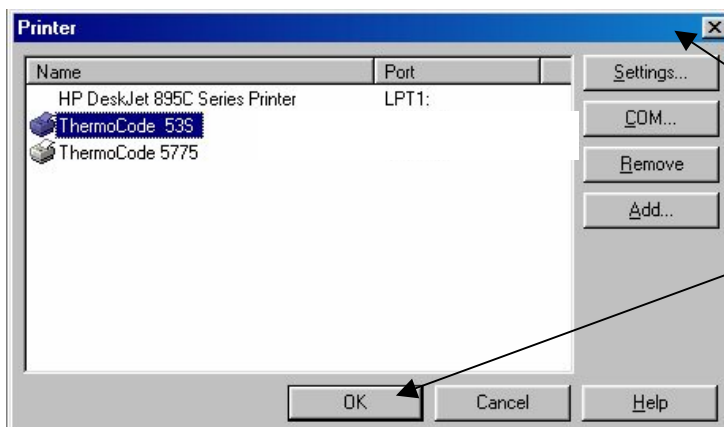 Printer
Name Port
HP DeskJet 895C Series Printer LPT1:
ThermoCode 53S
ThermoCode 5775
Settings...
COM...
Remove
Add...
OK Cancel Help